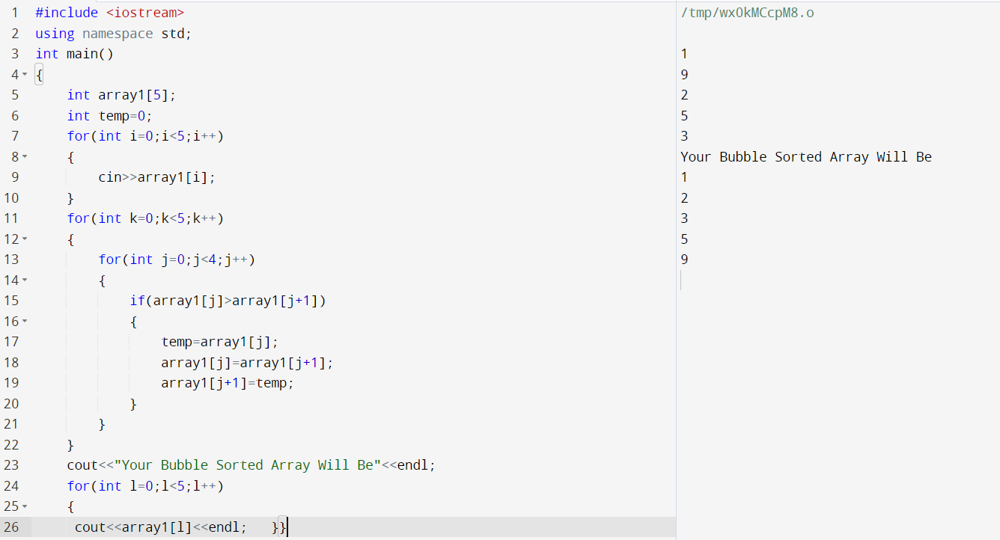 1 #include <iostream>
2 using namespace std;
3 int main()
4 {
5 int array1[5];
6 int temp=0;
7 for(int i=0;i<5;i++)
8 {
9 cin>>array1[i];
10 }
11 for(int k=0;k<5;k++)
12 {
13 for(int j=0;j<4;j++)
14 {
15 if(array1[j]>array1[j+1])
16 {
17 temp=array1[j];
18 array1[j]=array1[j+1];
19 array1[j+1]=temp;
20 }
21 }
22 }
23 cout<<"Your Bubble Sorted Array Will Be"<<endl;
24 for(int l=0;l<5;l++)
25 {
26 cout<<array1[l]<<endl; }}
/tmp/wx0kMCcpM8.o
1
9
2
5
3
Your Bubble Sorted Array Will Be
1
2
3
5
9